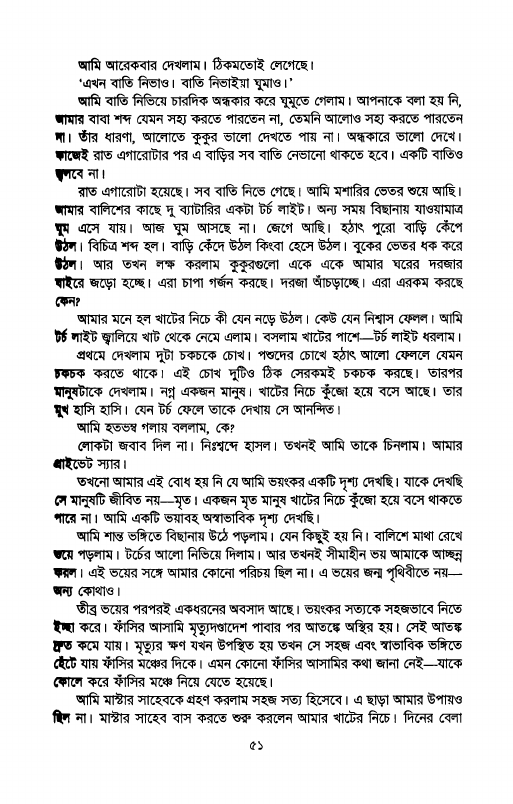 আমি আরেকবার দেখলাম। ঠিকমতোই লেগেছে।
‘এখন বাতি নিভাও। বাতি নিভাইয়া ঘুমাও।’
আমি বাতি নিভিয়ে চারদিক অন্ধকার করে ঘুমুতে গেলাম। আপনাকে বলা হয় নি,
আমার বাবা শব্দ যেমন সহ্য করতে পারতেন না, তেমনি আলোও সহ্য করতে পারতেন
না। তাঁর ধারণা, আলোতে কুকুর ভালো দেখতে পায় না। অন্ধকারে ভালো দেখে।
কাজেই রাত এগারোটার পর এ বাড়ির সব বাতি নেভানো থাকতে হবে। একটি বাতিও
জ্বলবে না।
রাত এগারোটা হয়েছে। সব বাতি নিভে গেছে। আমি মশারির ভেতর শুয়ে আছি।
আমার বালিশের কাছে দু ব্যাটারির একটা টর্চ লাইট। অন্য সময় বিছানায় যাওয়ামাত্র
ঘুম এসে যায়। আজ ঘুম আসছে না। জেগে আছি। হঠাৎ পুরো বাড়ি কেঁপে
উঠল। বিচিত্র শব্দ হল। বাড়ি কেঁদে উঠল কিংবা হেসে উঠল। বুকের ভেতর ধক করে
উঠল। আর তখন লক্ষ করলাম কুকুরগুলো একে একে আমার ঘরের দরজার
বাইরে জড়ো হচ্ছে। এরা চাপা গর্জন করছে। দরজা আঁচড়াচ্ছে। এরা এরকম করছে
কেন?
আমার মনে হল খাটের নিচে কী যেন নড়ে উঠল। কেউ যেন নিশ্বাস ফেলল। আমি
টর্চ লাইট জ্বালিয়ে খাট থেকে নেমে এলাম। বসলাম খাটের পাশে—টর্চ লাইট ধরলাম।
প্রথমে দেখলাম দুটা চকচকে চোখ। পশুদের চোখে হঠাৎ আলো ফেললে যেমন
চকচক করতে থাকে। এই চোখ দুটিও ঠিক সেরকমই চকচক করছে। তারপর
মানুষটাকে দেখলাম। নগ্ন একজন মানুষ। খাটের নিচে কুঁজো হয়ে বসে আছে। তার
মুখ হাসি হাসি। যেন টর্চ ফেলে তাকে দেখায় সে আনন্দিত।
আমি হতভম্ব গলায় বললাম, কে?
লোকটা জবাব দিল না। নিঃশব্দে হাসল। তখনই আমি তাকে চিনলাম। আমার
প্রাইভেট স্যার।
তখনো আমার এই বোধ হয় নি যে আমি ভয়ংকর একটি দৃশ্য দেখছি। যাকে দেখছি
সে মানুষটি জীবিত নয়—মৃত। একজন মৃত মানুষ খাটের নিচে কুঁজো হয়ে বসে থাকতে
পারে না। আমি একটি ভয়াবহ অস্বাভাবিক দৃশ্য দেখছি।
আমি শান্ত ভঙ্গিতে বিছানায় উঠে পড়লাম। যেন কিছুই হয় নি। বালিশে মাথা রেখে
শুয়ে পড়লাম। টর্চের আলো নিভিয়ে দিলাম। আর তখনই সীমাহীন ভয় আমাকে আচ্ছন্ন
করল। এই ভয়ের সঙ্গে আমার কোনো পরিচয় ছিল না। এ ভয়ের জন্ম পৃথিবীতে নয়—
অন্য কোথাও।
তীব্র ভয়ের পরপরই একধরনের অবসাদ আছে। ভয়ংকর সত্যকে সহজভাবে নিতে
ইচ্ছা করে। ফাঁসির আসামি মৃত্যুদণ্ডাদেশ পাবার পর আতঙ্কে অস্থির হয়। সেই আতঙ্ক
দ্রুত কমে যায়। মৃত্যুর ক্ষণ যখন উপস্থিত হয় তখন সে সহজ এবং স্বাভাবিক ভঙ্গিতে
হেঁটে যায় ফাঁসির মঞ্চের দিকে। এমন কোনো ফাঁসির আসামির কথা জানা নেই—যাকে
কোলে করে ফাঁসির মঞ্চে নিয়ে যেতে হয়েছে।
আমি মাস্টার সাহেবকে গ্রহণ করলাম সহজ সত্য হিসেবে। এ ছাড়া আমার উপায়ও
ছিল না। মাস্টার সাহেব বাস করতে শুরু করলেন আমার খাটের নিচে। দিনের বেলা
৫১